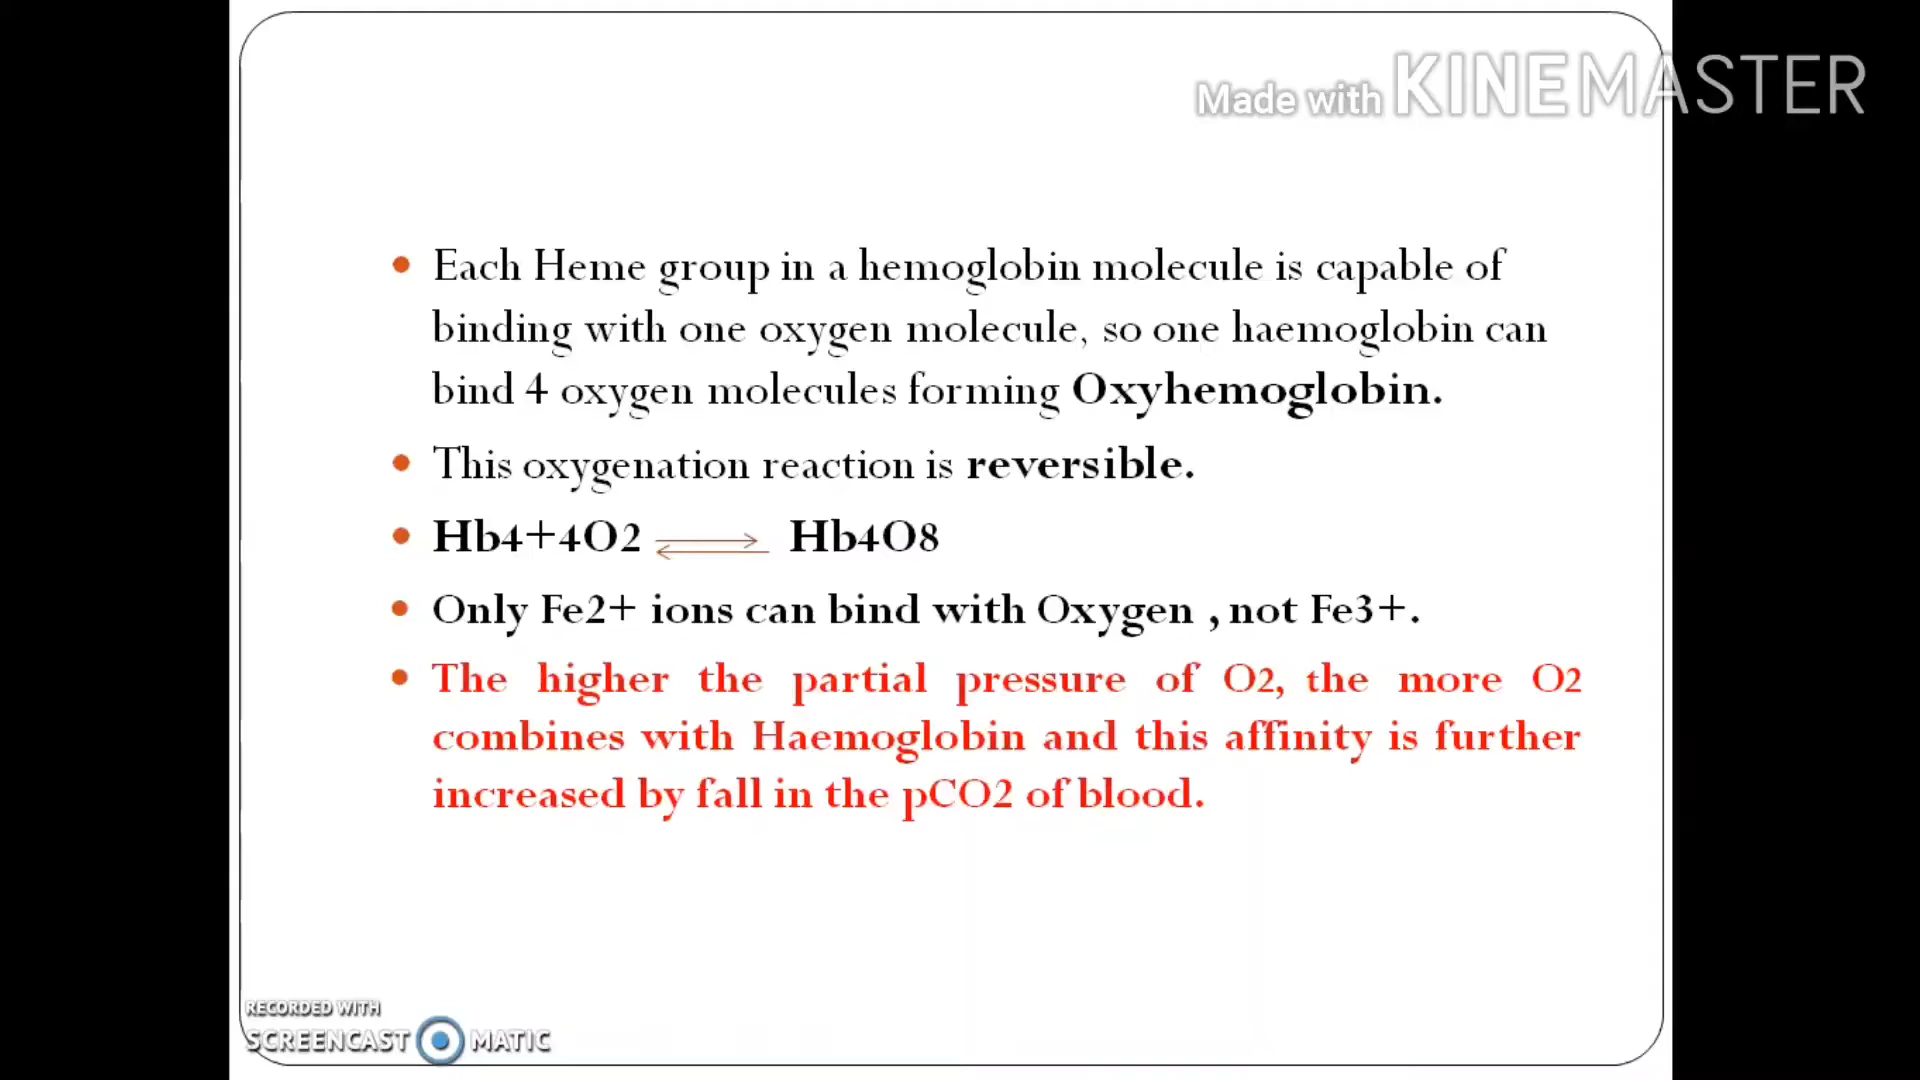 Made with KINEMASTER
• Each Heme group in a hemoglobin molecule is capable of
binding with one oxygen molecule, so one haemoglobin can
bind 4 oxygen molecules forming Oxyhemoglobin.
• This oxygenation reaction is reversible.
• Hb4+4O2 ⇌ Hb4O8
• Only Fe2+ ions can bind with Oxygen , not Fe3+.
• The higher the partial pressure of O2, the more O2
combines with Haemoglobin and this affinity is further
increased by fall in the pCO2 of blood.
RECORDED WITH
SCREENCAST MATIC